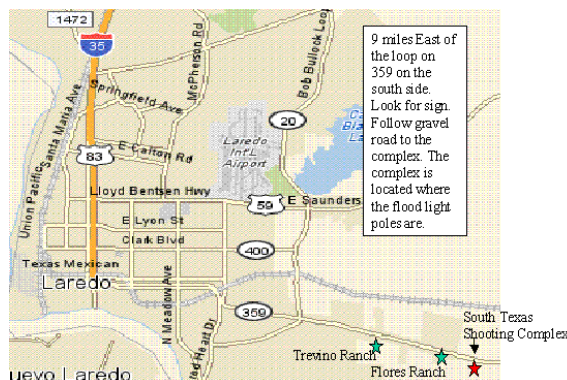 1472
35
McPherson Rd
Bob Bullock Loop
9 miles East of
the loop on
359 on the
south side.
Look for sign.
Follow gravel
road to the
complex. The
complex is
located where
the flood light
poles are.
Springfield Ave
Santa Maria Ave
20
Laredo
Int'L
Airport
83
E Calton Rd
Union Pacific
Lloyd Bentsen Hwy
59
E Saunders
E Lyon St
Clark Blvd
400
Texas Mexican
Laredo
N Meadow Ave
359
South Texas
Shooting Complex
Trevino Ranch
Flores Ranch
uevo Laredo